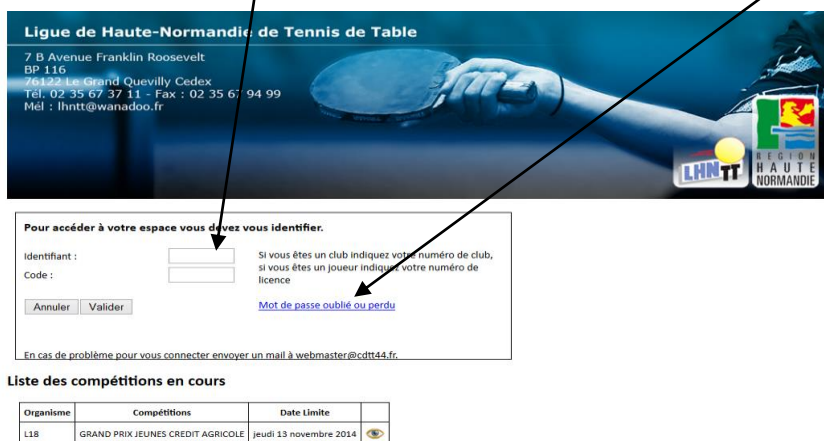 Ligue de Haute-Normandie de Tennis de Table
7 B Avenue Franklin Roosevelt
BP 116
76122 Le Grand Quevilly Cedex
Tél. 02 35 67 37 11 - Fax : 02 35 67 94 99
Mél : lhntt@wanadoo.fr
LHNTT
REGION
HAUTE
NORMANDIE
Pour accéder à votre espace vous devez vous identifier.
Identifiant :
Si vous êtes un club indiquez votre numéro de club,
si vous êtes un joueur indiquez votre numéro de
licence
Code :
Annuler Valider
Mot de passe oublié ou perdu
En cas de problème pour vous connecter envoyer un mail à webmaster@cdtt44.fr.
Liste des compétitions en cours
Organisme Compétitions Date Limite
L18 GRAND PRIX JEUNES CREDIT AGRICOLE jeudi 13 novembre 2014